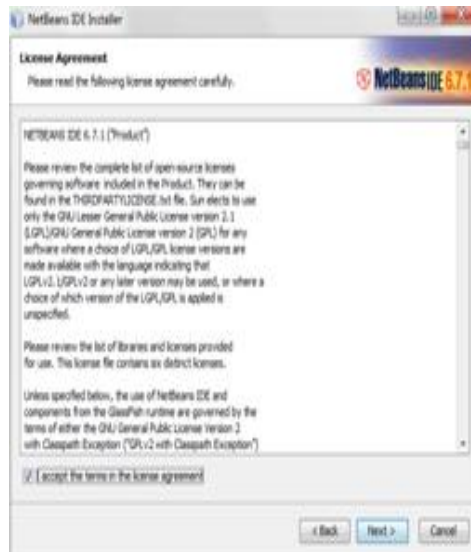 NetBeans IDE Installer
License Agreement
Please read the following license agreement carefully.
NetBeans IDE 6.7.1
NETBEANS IDE 6.7.1 ("Product")
Please review the complete list of open-source licenses
governing software included in the Product. They can be
found in the THIRDPARTYLICENSE.txt file. Sun elects to use
only the GNU Lesser General Public License version 2.1
(LGPL)/GNU General Public License version 2 (GPL) for any
software where a choice of LGPL/GPL license versions are
made available with the language indicating that
LGPLv2.1/GPLv2 or any later version may be used, or where a
choice of which version of the LGPL/GPL is applied is
unspecified.
Please review the list of libraries and licenses provided
for use. This license file contains six distinct licenses.
Unless specified below, the use of NetBeans IDE and
components from the GlassFish runtime are governed by the
terms of either the GNU General Public License Version 2
with Classpath Exception ("GPLv2 with Classpath Exception")
I accept the terms in the license agreement
< Back
Next >
Cancel